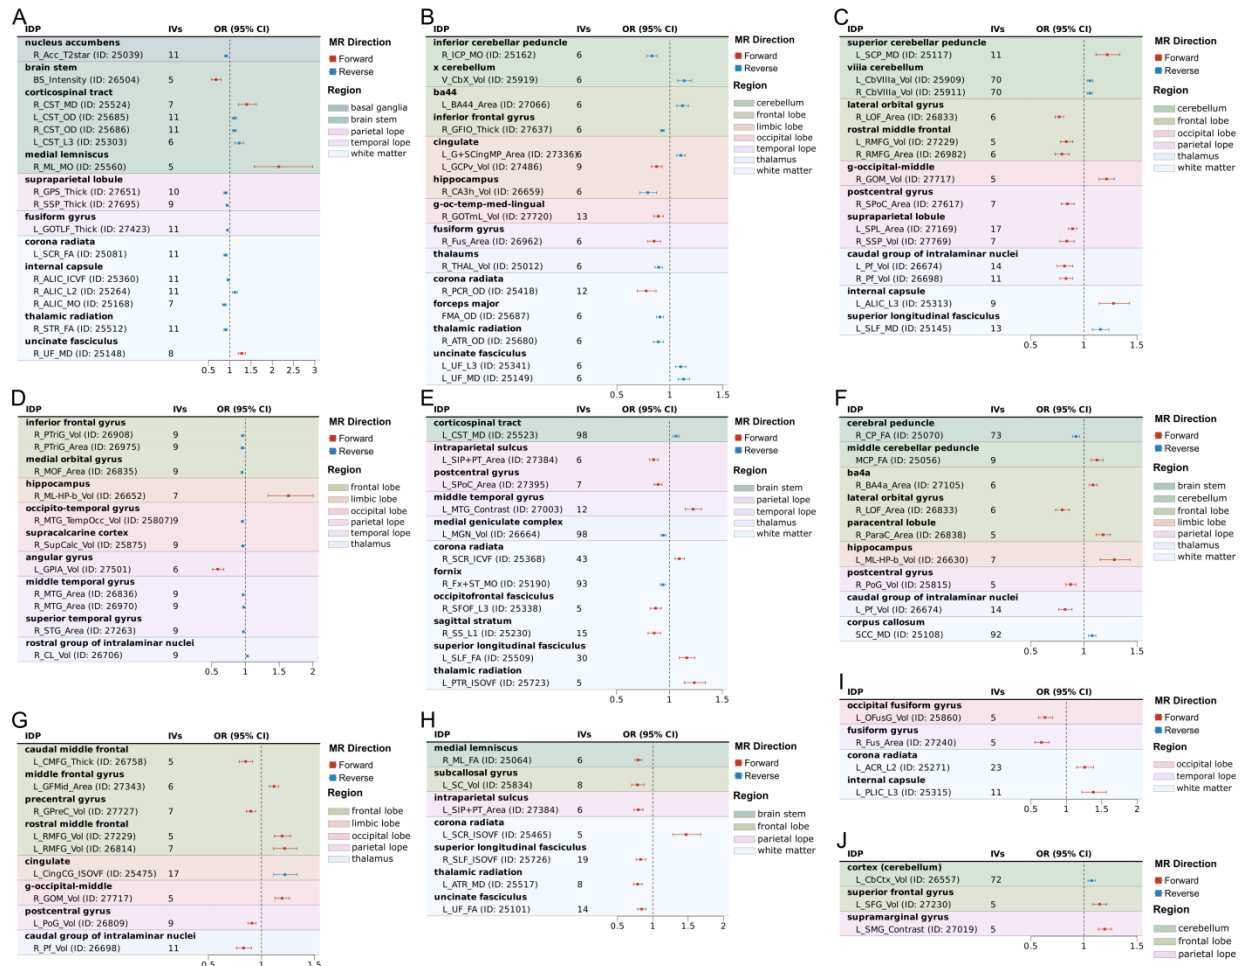 A
IDP IVs OR (95% CI)
nucleus accumbens
R_Acc_T2star (ID: 25039) 11
brain stem
BS_Intensity (ID: 26504) 5
corticospinal tract
R_CST_MD (ID: 25524) 7
L_CST_OD (ID: 25685) 11
R_CST_OD (ID: 25686) 11
L_CST_L3 (ID: 25303) 6
medial lemniscus
R_ML_MO (ID: 25560) 5
supraparietal lobule
R_GPS_Thick (ID: 27651) 10
R_SSP_Thick (ID: 27695) 9
fusiform gyrus
L_GOTLF_Thick (ID: 27423) 11
corona radiata
L_SCR_FA (ID: 25081) 11
internal capsule
R_ALIC_ICVF (ID: 25360) 11
R_ALIC_L2 (ID: 25264) 11
R_ALIC_MO (ID: 25168) 7
thalamic radiation
R_STR_FA (ID: 25512) 11
uncinate fasciculus
R_UF_MD (ID: 25148) 8
0.5 1 1.5 2 2.5 3
MR Direction
Forward
Reverse
Region
basal ganglia
brain stem
parietal lope
temporal lope
white matter
B
IDP IVs OR (95% CI)
inferior cerebellar peduncle
R_ICP_MO (ID: 25162) 6
x cerebellum
V_CbX_Vol (ID: 25919) 6
ba44
L_BA44_Area (ID: 27066) 6
inferior frontal gyrus
R_GFIO_Thick (ID: 27637) 6
cingulate
L_G+SCingMP_Area (ID: 27336) 6
L_GCPv_Vol (ID: 27486) 9
hippocampus
R_CA3h_Vol (ID: 26659) 6
g-oc-temp-med-lingual
R_GOTmL_Vol (ID: 27720) 13
fusiform gyrus
R_Fus_Area (ID: 26962) 6
thalaums
R_THAL_Vol (ID: 25012) 6
corona radiata
R_PCR_OD (ID: 25418) 12
forceps major
FMA_OD (ID: 25687) 6
thalamic radiation
R_ATR_OD (ID: 25680) 6
uncinate fasciculus
L_UF_L3 (ID: 25341) 6
L_UF_MD (ID: 25149) 6
0.5 1 1.5
MR Direction
Forward
Reverse
Region
cerebellum
frontal lobe
limbic lobe
occipital lobe
temporal lope
thalamus
white matter
C
IDP IVs OR (95% CI)
superior cerebellar peduncle
L_SCP_MD (ID: 25117) 11
viiia cerebellum
L_CbVIIIa_Vol (ID: 25909) 70
R_CbVIIIa_Vol (ID: 25911) 70
lateral orbital gyrus
R_LOF_Area (ID: 26833) 6
rostral middle frontal
L_RMFG_Vol (ID: 27229) 5
R_RMFG_Area (ID: 26982) 6
g-occipital-middle
R_GOM_Vol (ID: 27717) 5
postcentral gyrus
R_SPoC_Area (ID: 27617) 7
supraparietal lobule
L_SPL_Area (ID: 27169) 17
R_SSP_Vol (ID: 27769) 7
caudal group of intralaminar nuclei
L_Pf_Vol (ID: 26674) 14
R_Pf_Vol (ID: 26698) 11
internal capsule
L_ALIC_L3 (ID: 25313) 9
superior longitudinal fasciculus
L_SLF_MD (ID: 25145) 13
0.5 1 1.5
MR Direction
Forward
Reverse
Region
cerebellum
frontal lobe
occipital lobe
parietal lope
thalamus
white matter
D
IDP IVs OR (95% CI)
inferior frontal gyrus
R_PTriG_Vol (ID: 26908) 9
R_PTriG_Area (ID: 26975) 9
medial orbital gyrus
R_MOF_Area (ID: 26835) 9
hippocampus
R_ML-HP-b_Vol (ID: 26652) 7
occipito-temporal gyrus
R_MTG_TempOcc_Vol (ID: 25807) 9
supracalcarine cortex
R_SupCalc_Vol (ID: 25875) 9
angular gyrus
L_GPIA_Vol (ID: 27501) 6
middle temporal gyrus
R_MTG_Area (ID: 26836) 9
R_MTG_Area (ID: 26970) 9
superior temporal gyrus
R_STG_Area (ID: 27263) 9
rostral group of intralaminar nuclei
R_CL_Vol (ID: 26706) 9
0.5 1 1.5 2
MR Direction
Forward
Reverse
Region
frontal lobe
limbic lobe
occipital lobe
parietal lope
temporal lope
thalamus
E
IDP IVs OR (95% CI)
corticospinal tract
L_CST_MD (ID: 25523) 98
intraparietal sulcus
L_SIP+PT_Area (ID: 27384) 6
postcentral gyrus
L_SPoC_Area (ID: 27395) 7
middle temporal gyrus
L_MTG_Contrast (ID: 27003) 12
medial geniculate complex
L_MGN_Vol (ID: 26664) 98
corona radiata
R_SCR_ICVF (ID: 25368) 43
fornix
R_Fx+ST_MO (ID: 25190) 93
occipitofrontal fasciculus
R_SFOF_L3 (ID: 25338) 5
sagittal stratum
R_SS_L1 (ID: 25230) 15
superior longitudinal fasciculus
L_SLF_FA (ID: 25509) 30
thalamic radiation
L_PTR_ISOVF (ID: 25723) 5
0.5 1 1.5
MR Direction
Forward
Reverse
Region
brain stem
parietal lope
temporal lope
thalamus
white matter
F
IDP IVs OR (95% CI)
cerebral peduncle
R_CP_FA (ID: 25070) 73
middle cerebellar peduncle
MCP_FA (ID: 25056) 9
ba4a
R_BA4a_Area (ID: 27105) 6
lateral orbital gyrus
R_LOF_Area (ID: 26833) 6
paracentral lobule
R_ParaC_Area (ID: 26838) 5
hippocampus
L_ML-HP-b_Vol (ID: 26630) 7
postcentral gyrus
R_PoG_Vol (ID: 25815) 5
caudal group of intralaminar nuclei
L_Pf_Vol (ID: 26674) 14
corpus callosum
SCC_MD (ID: 25108) 92
0.5 1 1.5
MR Direction
Forward
Reverse
Region
brain stem
cerebellum
frontal lobe
limbic lobe
parietal lope
thalamus
white matter
G
IDP IVs OR (95% CI)
caudal middle frontal
L_CMFG_Thick (ID: 26758) 5
middle frontal gyrus
L_GFMid_Area (ID: 27343) 6
precentral gyrus
R_GPreC_Vol (ID: 27727) 7
rostral middle frontal
L_RMFG_Vol (ID: 27229) 5
L_RMFG_Vol (ID: 26814) 7
cingulate
L_CingCG_ISOVF (ID: 25475) 17
g-occipital-middle
R_GOM_Vol (ID: 27717) 5
postcentral gyrus
L_PoG_Vol (ID: 26809) 9
caudal group of intralaminar nuclei
R_Pf_Vol (ID: 26698) 11
0.5 1 1.5
MR Direction
Forward
Reverse
Region
frontal lobe
limbic lobe
occipital lobe
parietal lope
thalamus
H
IDP IVs OR (95% CI)
medial lemniscus
R_ML_FA (ID: 25064) 6
subcallosal gyrus
L_SC_Vol (ID: 25834) 8
intraparietal sulcus
L_SIP+PT_Area (ID: 27384) 6
corona radiata
L_SCR_ISOVF (ID: 25465) 5
superior longitudinal fasciculus
R_SLF_ISOVF (ID: 25726) 19
thalamic radiation
L_ATR_MD (ID: 25517) 8
uncinate fasciculus
L_UF_FA (ID: 25101) 14
0.5 1 1.5 2
MR Direction
Forward
Reverse
Region
brain stem
frontal lobe
parietal lope
white matter
I
IDP IVs OR (95% CI)
occipital fusiform gyrus
L_OFusG_Vol (ID: 25860) 5
fusiform gyrus
R_Fus_Area (ID: 27240) 5
corona radiata
L_ACR_L2 (ID: 25271) 23
internal capsule
L_PLIC_L3 (ID: 25315) 11
0.5 1 1.5 2
MR Direction
Forward
Reverse
Region
occipital lobe
temporal lope
white matter
J
IDP IVs OR (95% CI)
cortex (cerebellum)
L_CbCtx_Vol (ID: 26557) 72
superior frontal gyrus
L_SFG_Vol (ID: 27230) 5
supramarginal gyrus
L_SMG_Contrast (ID: 27019) 5
0.5 1 1.5
MR Direction
Forward
Reverse
Region
cerebellum
frontal lobe
parietal lope